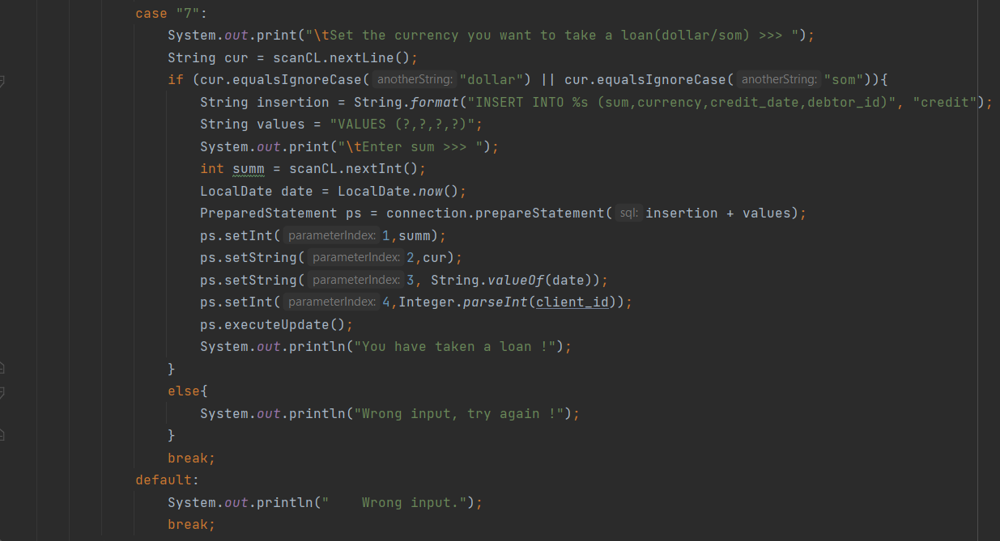 case "7":
System.out.print("\tSet the currency you want to take a loan(dollar/som) >>> ");
String cur = scanCL.nextLine();
if (cur.equalsIgnoreCase( anotherString: "dollar") || cur.equalsIgnoreCase( anotherString: "som")){
String insertion = String.format("INSERT INTO %s (sum,currency,credit_date,debtor_id)", "credit");
String values = "VALUES (?,?,?,?)";
System.out.print("\tEnter sum >>> ");
int summ = scanCL.nextInt();
LocalDate date = LocalDate.now();
PreparedStatement ps = connection.prepareStatement( sql: insertion + values);
ps.setInt( parameterIndex: 1,summ);
ps.setString( parameterIndex: 2,cur);
ps.setString( parameterIndex: 3, String.valueOf(date));
ps.setInt( parameterIndex: 4,Integer.parseInt(client_id));
ps.executeUpdate();
System.out.println("You have taken a loan !");
}
else{
System.out.println("Wrong input, try again !");
}
break;
default:
System.out.println("    Wrong input.");
break;